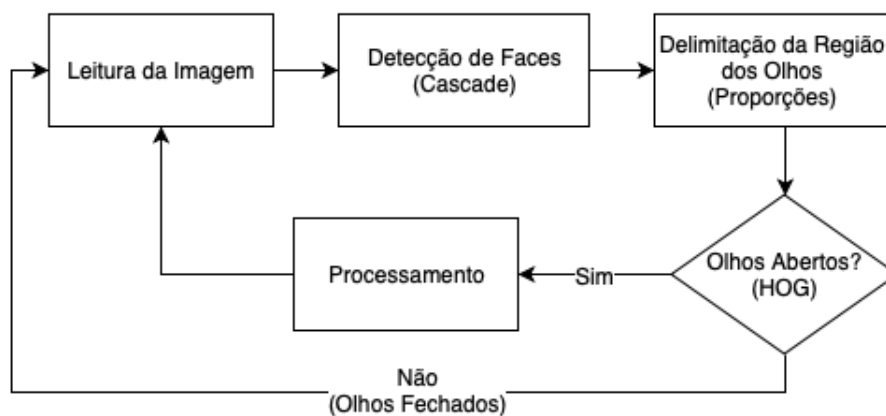 Leitura da Imagem
Detecção de Faces
(Cascade)
Delimitação da Região
dos Olhos
(Proporções)
Olhos Abertos?
(HOG)
Sim
Processamento
Não
(Olhos Fechados)